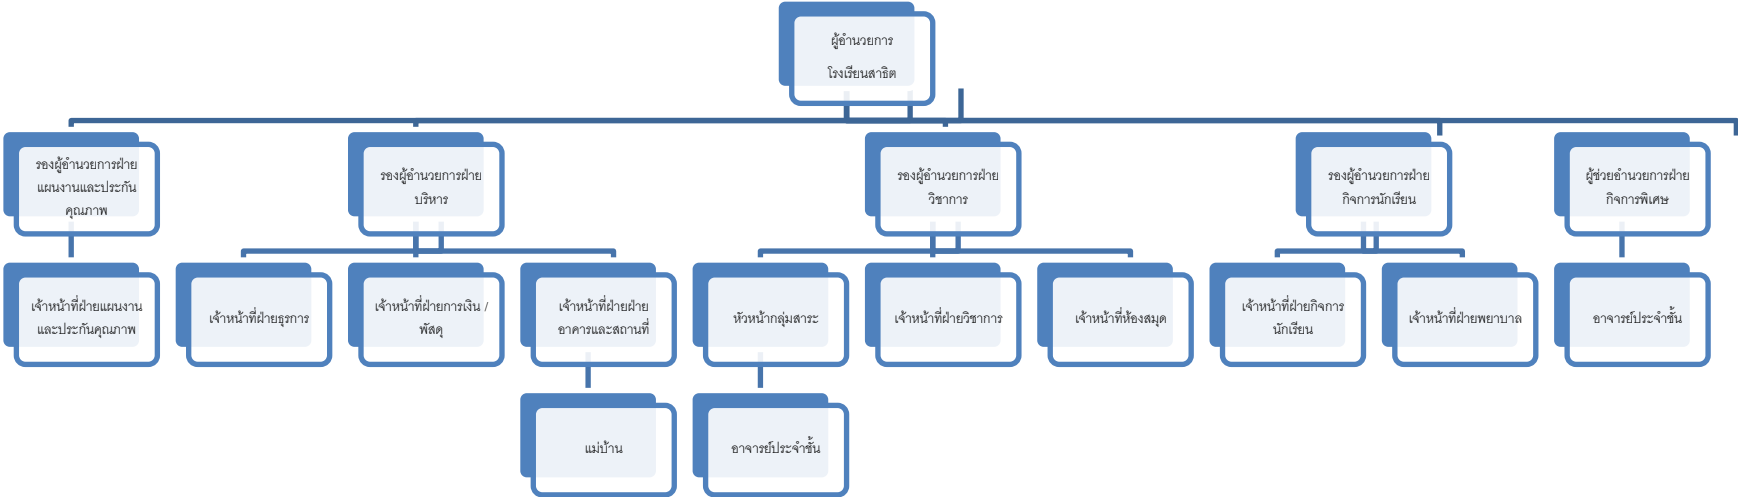 ผู้อำนวยการ
โรงเรียนสาธิต
รองผู้อำนวยการฝ่าย
แผนงานและประกัน
คุณภาพ
รองผู้อำนวยการฝ่าย
บริหาร
รองผู้อำนวยการฝ่าย
วิชาการ
รองผู้อำนวยการฝ่าย
กิจการนักเรียน
ผู้ช่วยอำนวยการฝ่าย
กิจการพิเศษ
เจ้าหน้าที่ฝ่ายแผนงาน
และประกันคุณภาพ
เจ้าหน้าที่ฝ่ายธุรการ
เจ้าหน้าที่ฝ่ายการเงิน /
พัสดุ
เจ้าหน้าที่ฝ่ายฝ่าย
อาคารและสถานที่
หัวหน้ากลุ่มสาระ
เจ้าหน้าที่ฝ่ายวิชาการ
เจ้าหน้าที่ห้องสมุด
เจ้าหน้าที่ฝ่ายกิจการ
นักเรียน
เจ้าหน้าที่ฝ่ายพยาบาล
อาจารย์ประจำชั้น
แม่บ้าน
อาจารย์ประจำชั้น